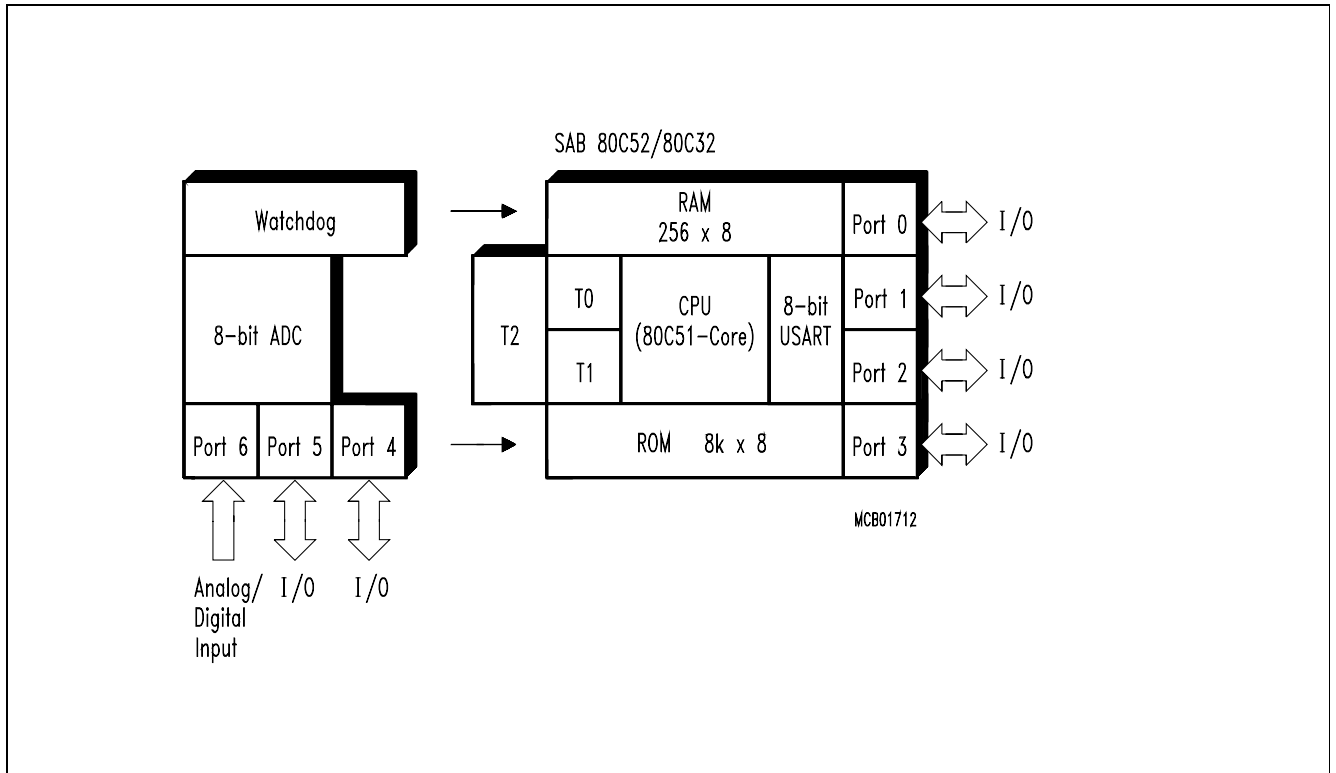 SAB 80C52/80C32
Watchdog
8-bit ADC
Port 6
Port 5
Port 4
Analog/
Digital
Input
I/O
I/O
T2
RAM
256 x 8
T0
T1
CPU
(80C51-Core)
8-bit
USART
ROM 8k x 8
Port 0
I/O
Port 1
I/O
Port 2
I/O
Port 3
I/O
MCB01712